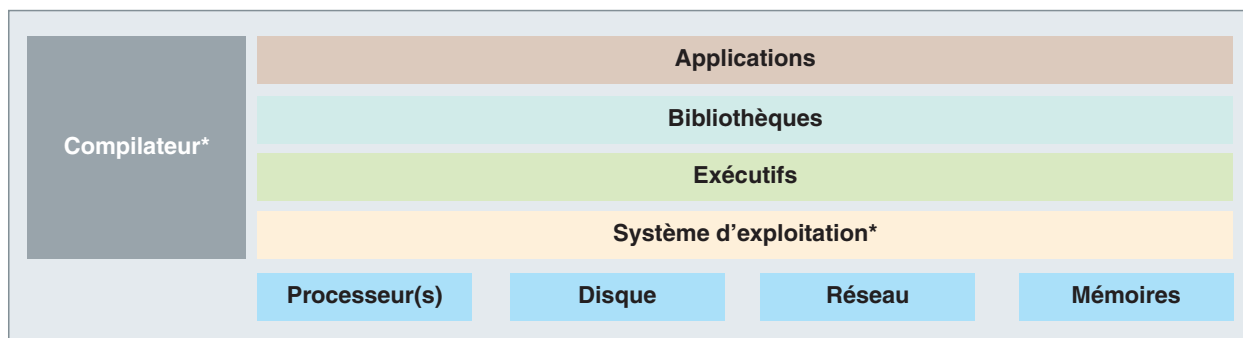 Compilateur*
Applications
Bibliothèques
Exécutifs
Système d’exploitation*
Processeur(s)
Disque
Réseau
Mémoires